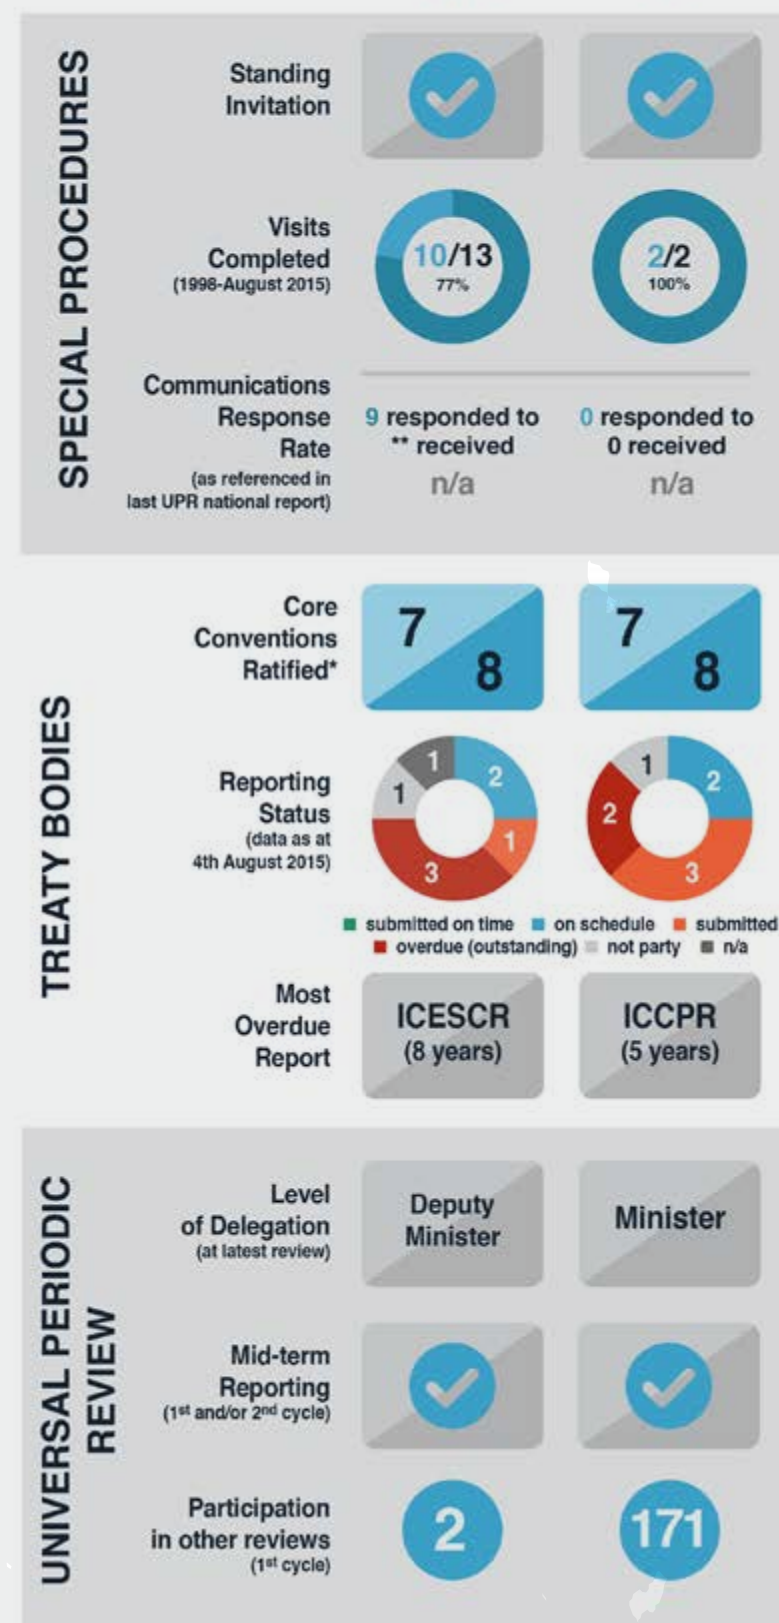 SPECIAL PROCEDURES
Standing
Invitation
Visits
Completed
(1998-August 2015)
10/13
77%
2/2
100%
Communications
Response
Rate
(as referenced in
last UPR national report)
9 responded to
** received
n/a
0 responded to
0 received
n/a
TREATY BODIES
Core
Conventions
Ratified*
7
8
7
8
Reporting
Status
(data as at
4th August 2015)
1
2
1
1
3
1
2
2
3
submitted on time on schedule submitted
overdue (outstanding) not party n/a
Most
Overdue
Report
ICESCR
(8 years)
ICCPR
(5 years)
UNIVERSAL PERIODIC
REVIEW
Level
of Delegation
(at latest review)
Deputy
Minister
Minister
Mid-term
Reporting
(1st and/or 2nd cycle)
Participation
in other reviews
(1st cycle)
2
171